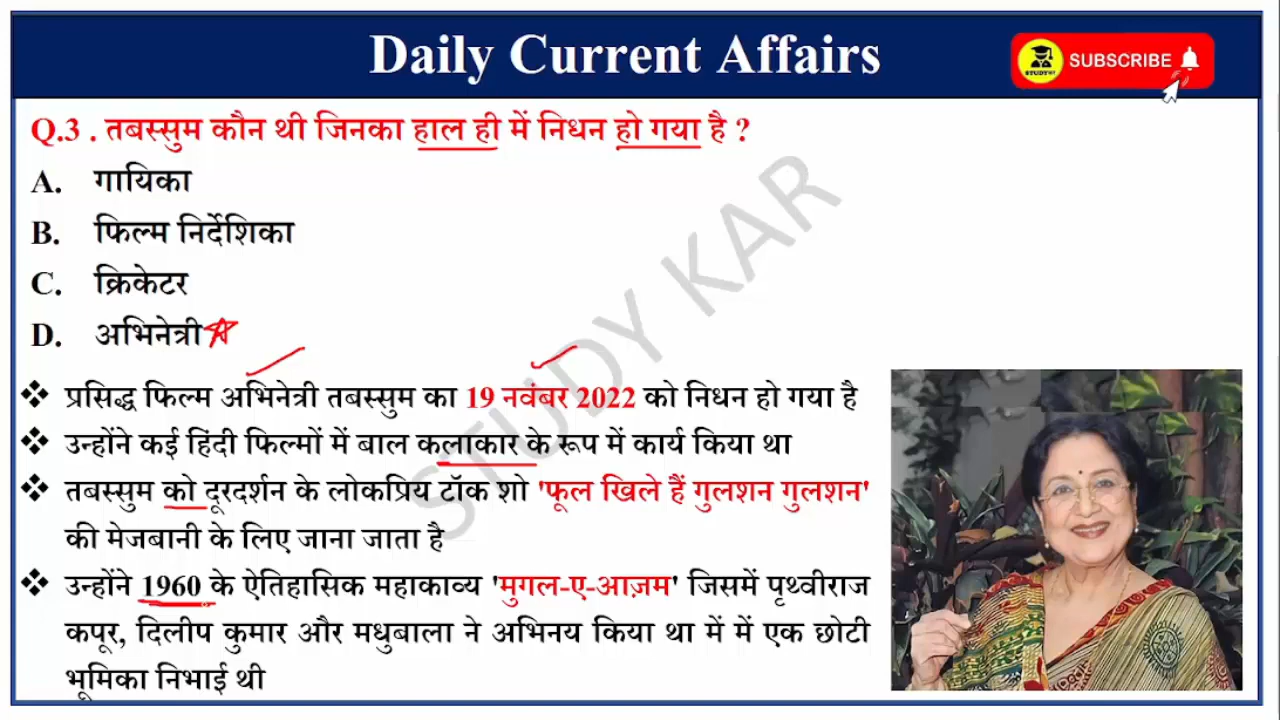 Daily Current Affairs
STUDY KAR
SUBSCRIBE
Q.3 . तबस्सुम कौन थी जिनका हाल ही में निधन हो गया है ?
A. गायिका
B. फिल्म निर्देशिका
C. क्रिकेटर
D. अभिनेत्री
❖ प्रसिद्ध फिल्म अभिनेत्री तबस्सुम का 19 नवंबर 2022 को निधन हो गया है
❖ उन्होंने कई हिंदी फिल्मों में बाल कलाकार के रूप में कार्य किया था
❖ तबस्सुम को दूरदर्शन के लोकप्रिय टॉक शो 'फूल खिले हैं गुलशन गुलशन'
की मेजबानी के लिए जाना जाता है
❖ उन्होंने 1960 के ऐतिहासिक महाकाव्य 'मुगल-ए-आज़म' जिसमें पृथ्वीराज
कपूर, दिलीप कुमार और मधुबाला ने अभिनय किया था में में एक छोटी
भूमिका निभाई थी
STUDY KAR